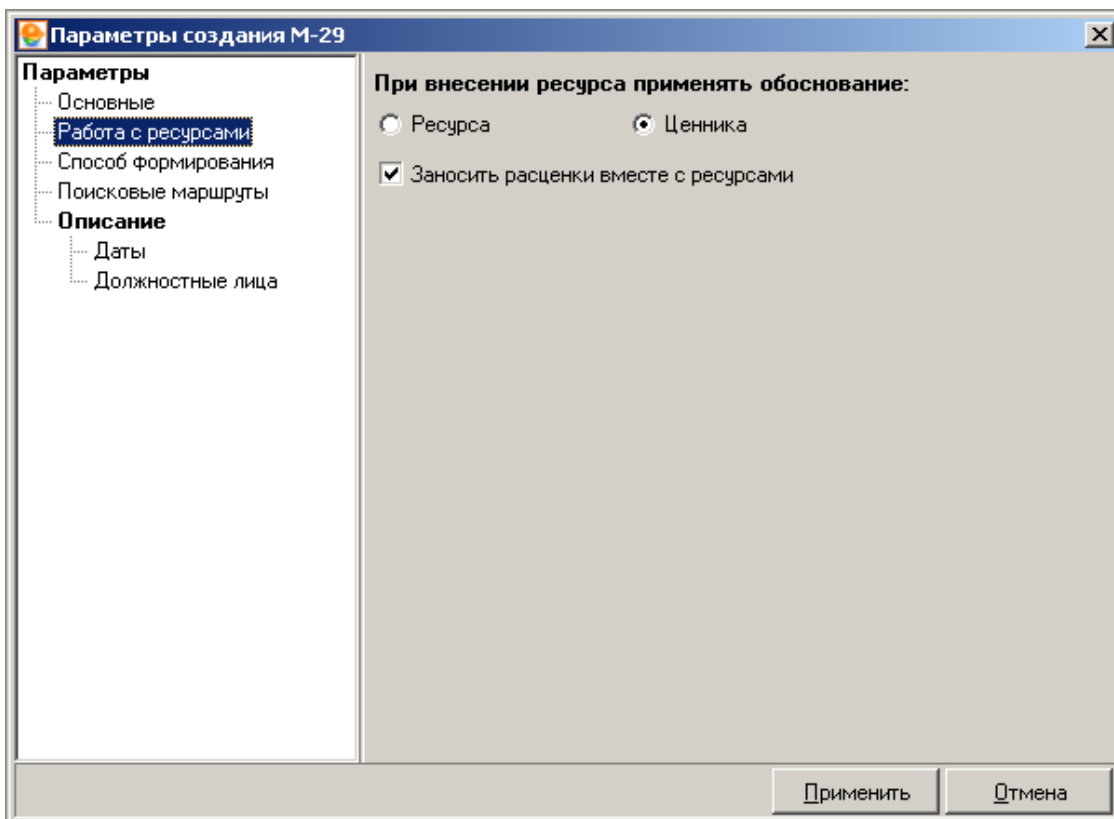 Параметры создания М-29
Параметры
Основные
Работа с ресурсами
Способ формирования
Поисковые маршруты
Описание
Даты
Должностные лица
При внесении ресурса применять обоснование:
Ресурса Ценника
Заносить расценки вместе с ресурсами
Применить Отмена